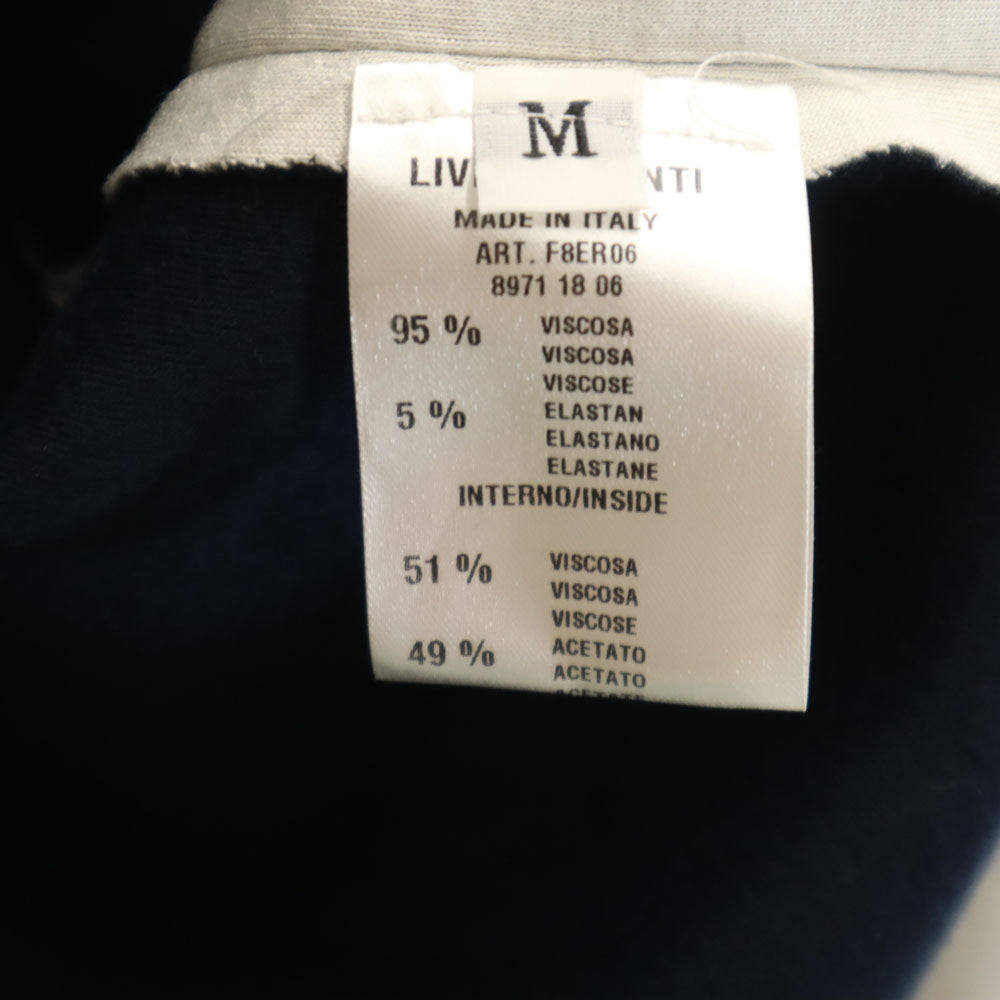 M
LIV NTI
MADE IN ITALY
ART. F8ER06
8971 18 06
95 % VISCOSA
VISCOSA
VISCOSE
5 % ELASTAN
ELASTANO
ELASTANE
INTERNO/INSIDE
51 % VISCOSA
VISCOSA
VISCOSE
49 % ACETATO
ACETATO